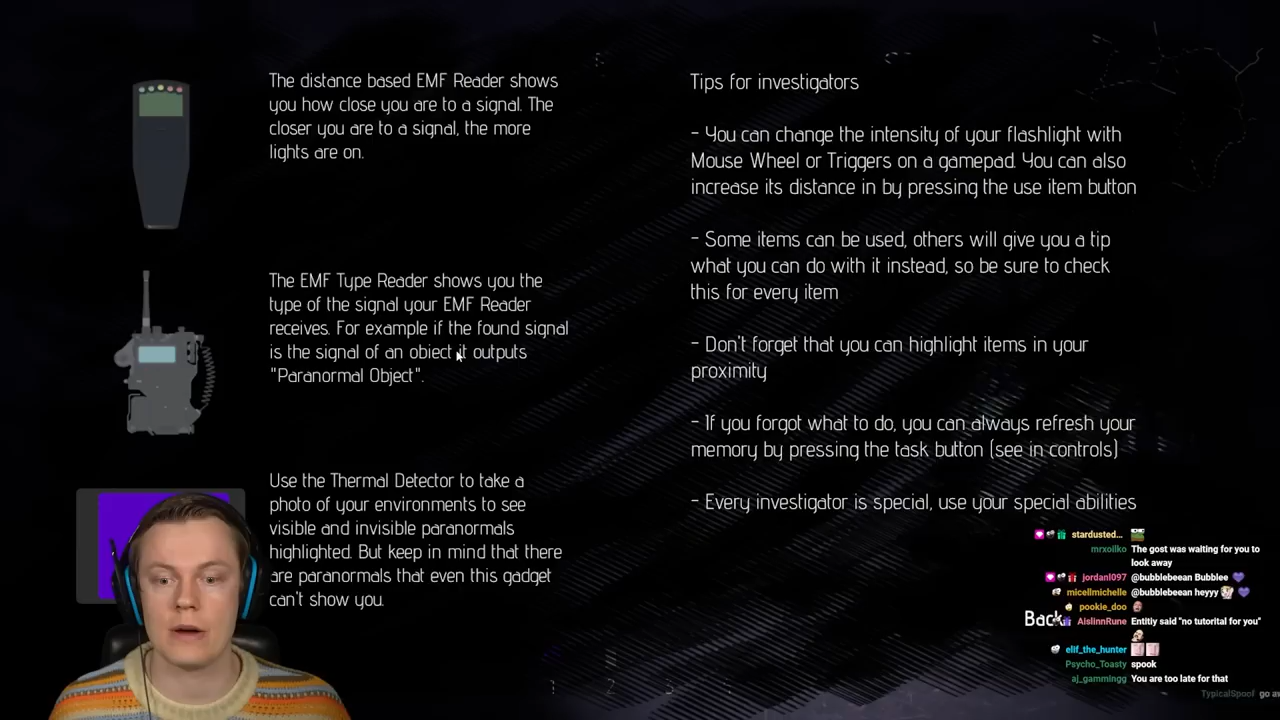 The distance based EMF Reader shows
you how close you are to a signal. The
closer you are to a signal, the more
lights are on.
The EMF Type Reader shows you the
type of the signal your EMF Reader
receives. For example if the found signal
is the signal of an object it outputs
"Paranormal Object".
Use the Thermal Detector to take a
photo of your environments to see
visible and invisible paranormals
highlighted. But keep in mind that there
are paranormals that even this gadget
can't show you.
Tips for investigators
- You can change the intensity of your flashlight with
Mouse Wheel or Triggers on a gamepad. You can also
increase its distance in by pressing the use item button
- Some items can be used, others will give you a tip
what you can do with it instead, so be sure to check
this for every item
- Don't forget that you can highlight items in your
proximity
- If you forgot what to do, you can always refresh your
memory by pressing the task button (see in controls)
- Every investigator is special, use your special abilities
stardusted...
mrxoilko The gost was waiting for you to
look away
jordanl097 @bubblebeean Bubblee
micellmichelle @bubblebeean heyyy
pookie_doo
Back
AislinnRune Entitiy said "no tutorital for you"
elif_the_hunter
Psycho_Toasty spook
aj_gammingg You are too late for that
TypicalSpoof go
1 2 3